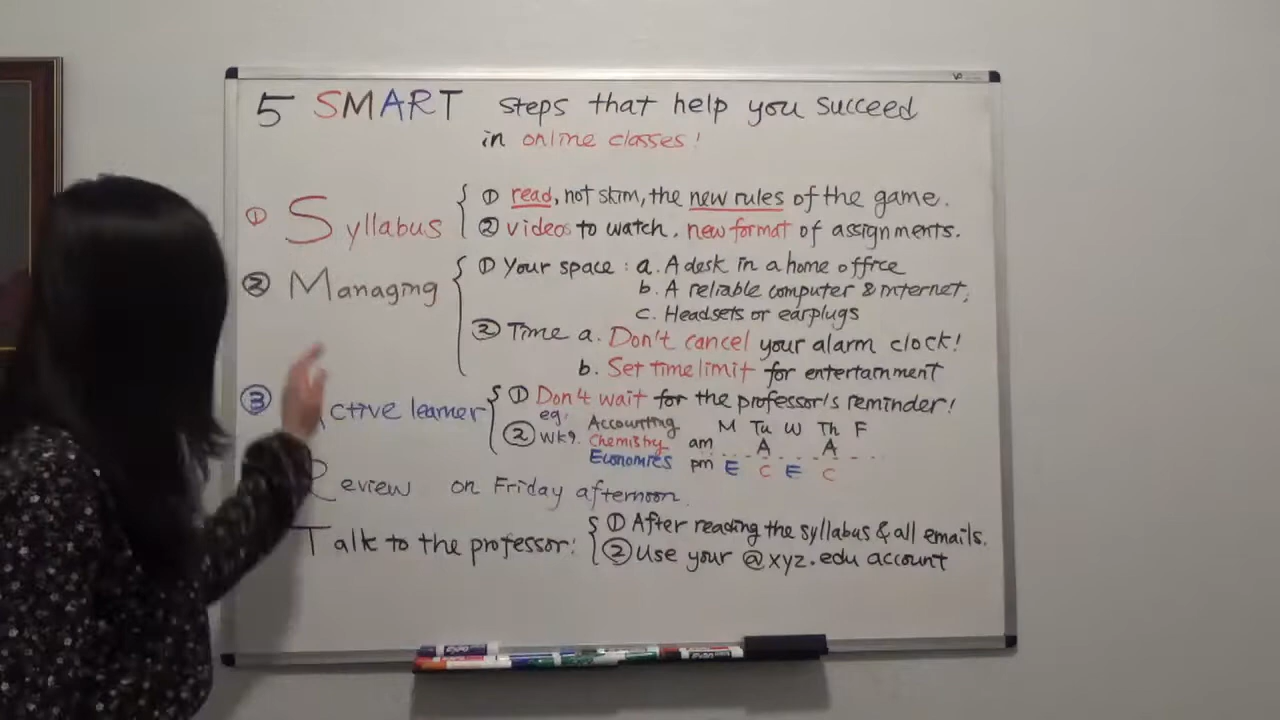 5 SMART steps that help you succeed
in online classes!
① Syllabus
① read, not skim, the new rules of the game.
② videos to watch. new format of assignments.
② Managing
① Your space: a. A desk in a home office
b. A reliable computer & internet,
c. Headsets or earplugs
② Time a. Don't cancel your alarm clock!
b. Set time limit for entertainment
③ ctive learner
① Don't wait for the professor's reminder!
eg: Accounting M Tu W Th F
② Wk9. Chemistry am A A
Economics pm E C E C
Review on Friday afternoon.
Talk to the professor:
① After reading the syllabus & all emails.
② Use your @xyz.edu account
EXPO